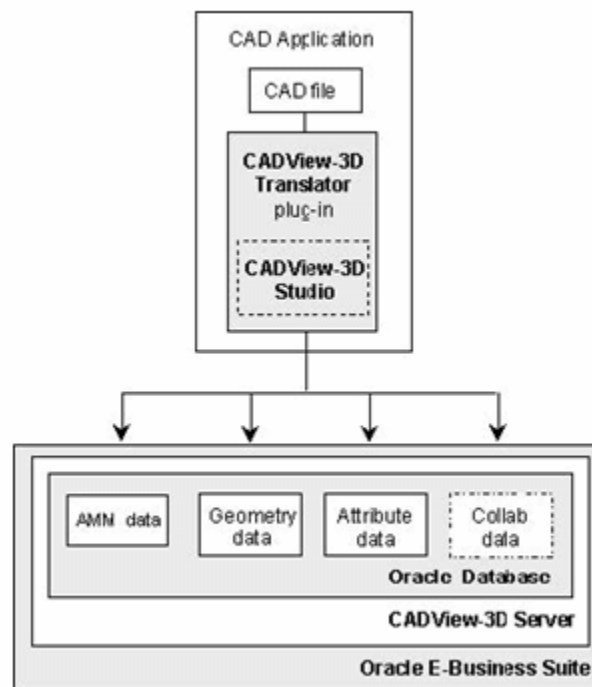 CAD Application
CAD file
CADView-3D
Translator
plug-in
CADView-3D
Studio
AMM data
Geometry
data
Attribute
data
Collab
data
Oracle Database
CADView-3D Server
Oracle E-Business Suite